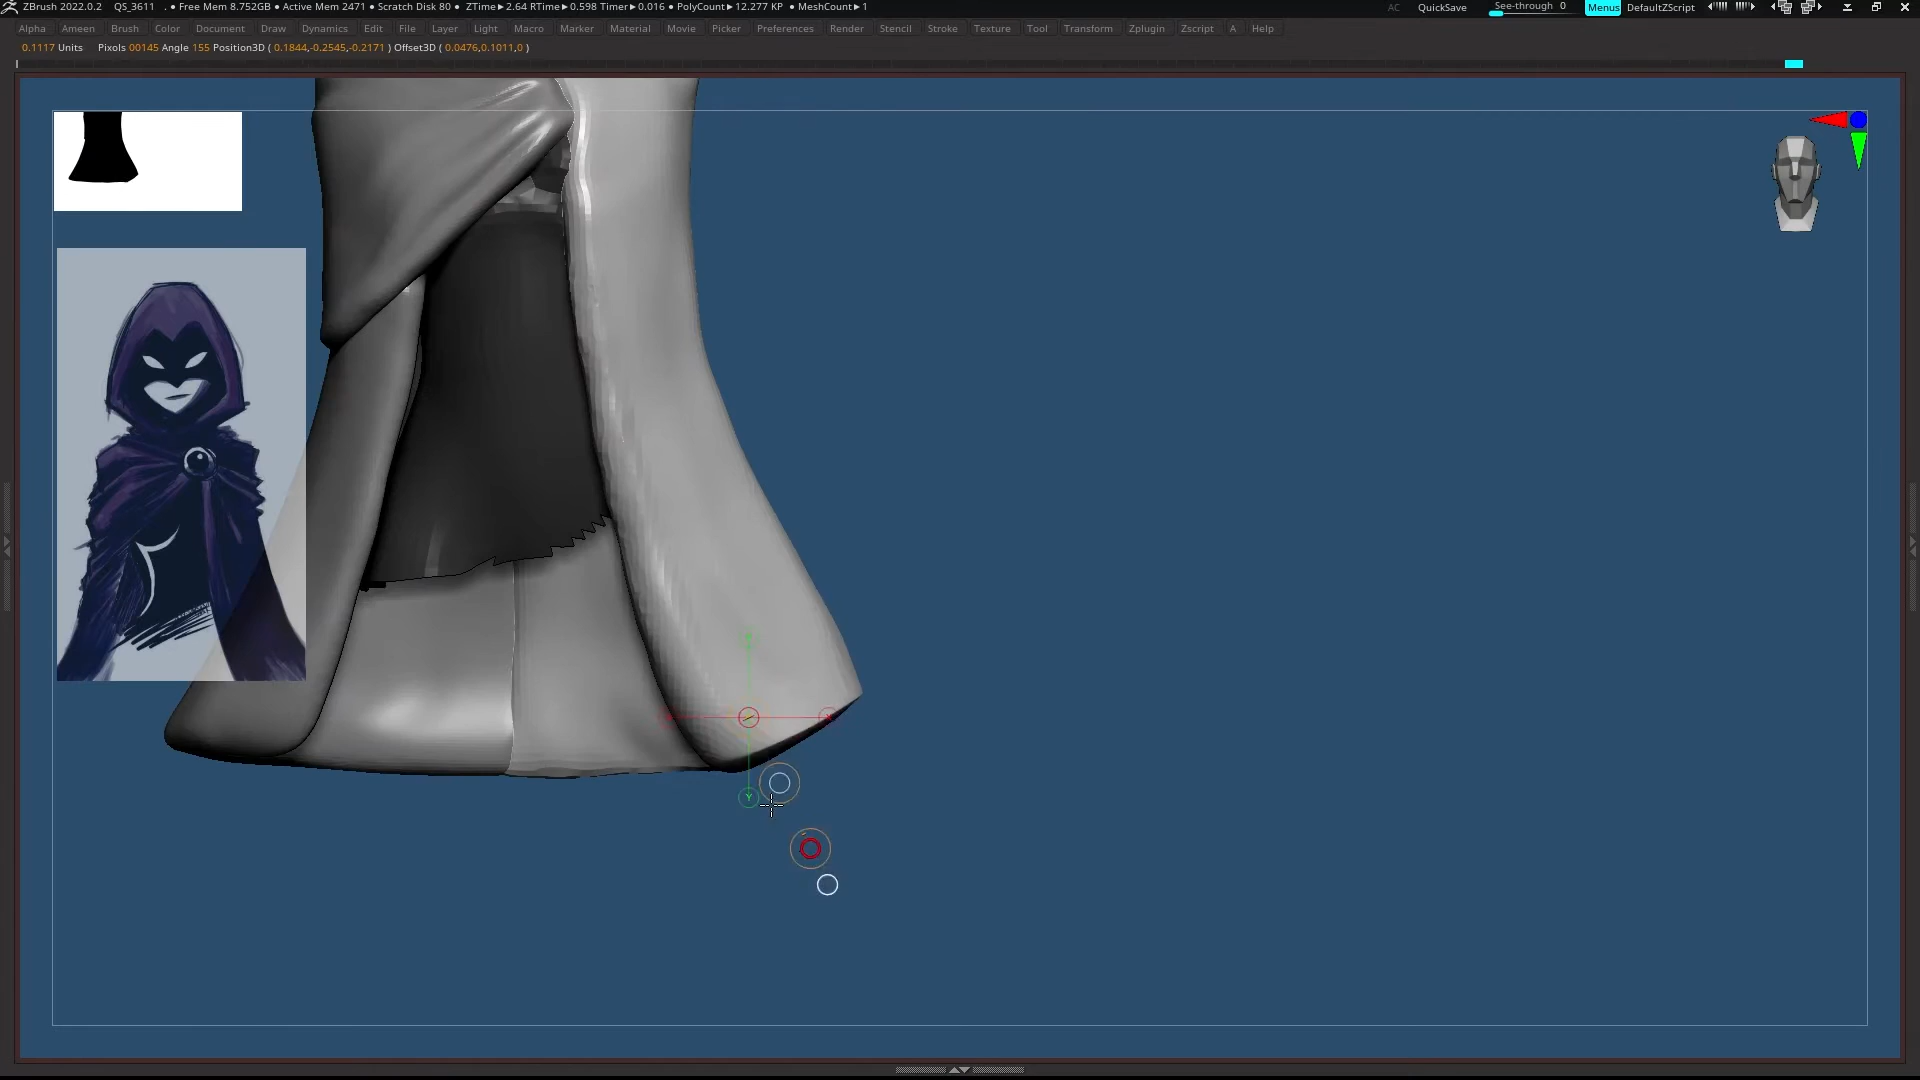 ZBrush 2022.0.2 QS_3611 . ● Free Mem 8.752GB ● Active Mem 2471 ● Scratch Disk 80 ● ZTime▸2.64 RTime▸0.598 Timer▸0.016 ● PolyCount▸12.277 KP ● MeshCount▸1 AC QuickSave See-through 0 Menus DefaultZScript
Alpha Ameen Brush Color Document Draw Dynamics Edit File Layer Light Macro Marker Material Movie Picker Preferences Render Stencil Stroke Texture Tool Transform Zplugin Zscript A Help
0.1117 Units Pixols 00145 Angle 155 Position3D ( 0.1844,-0.2545,-0.2171 ) Offset3D ( 0.0476,0.1011,0 )
X
Y